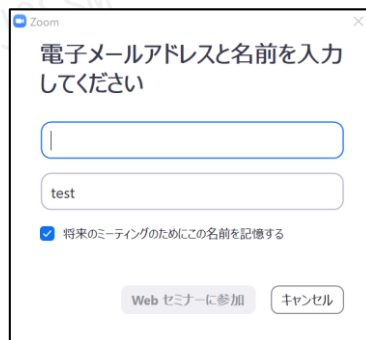 Zoom
電子メールアドレスと名前を入力
してください
test
将来のミーティングのためにこの名前を記憶する
Web セミナーに参加
キャンセル